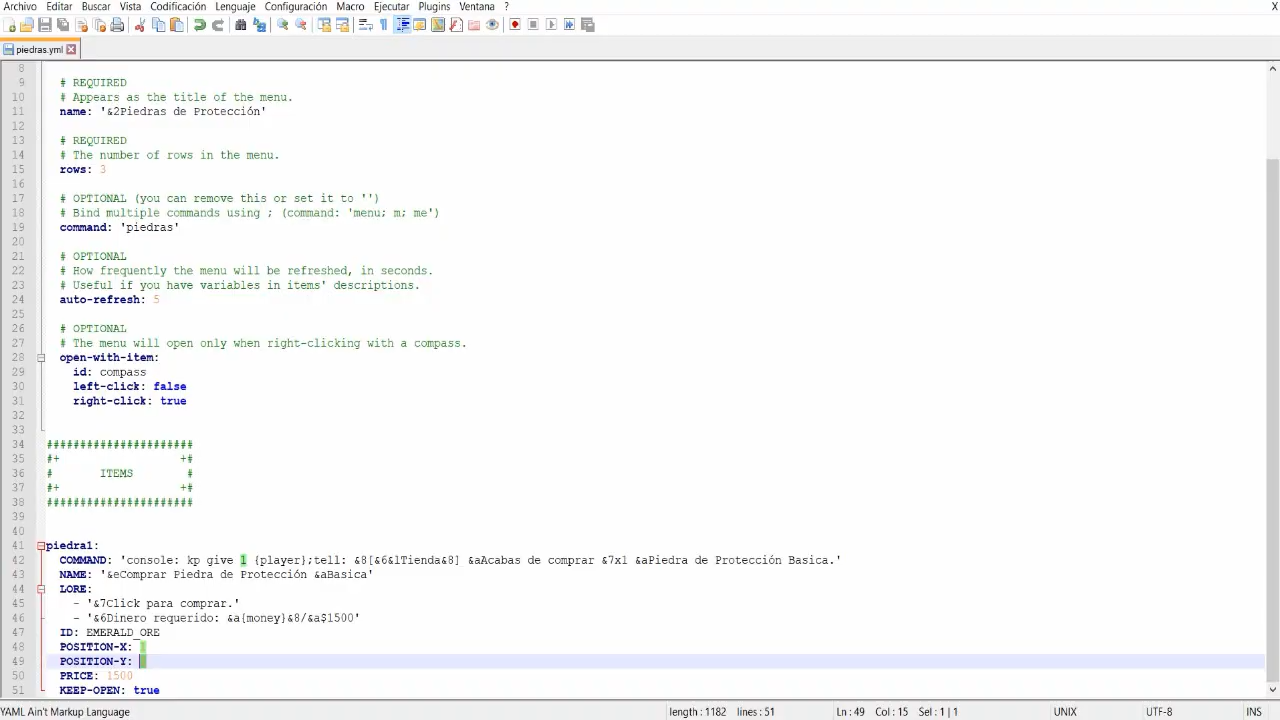 Archivo Editar Buscar Vista Codificación Lenguaje Configuración Macro Ejecutar Plugins Ventana ? X
piedras.yml
8
9 # REQUIRED
10 # Appears as the title of the menu.
11 name: '&2Piedras de Protección'
12
13 # REQUIRED
14 # The number of rows in the menu.
15 rows: 3
16
17 # OPTIONAL (you can remove this or set it to '')
18 # Bind multiple commands using ; (command: 'menu; m; me')
19 command: 'piedras'
20
21 # OPTIONAL
22 # How frequently the menu will be refreshed, in seconds.
23 # Useful if you have variables in items' descriptions.
24 auto-refresh: 5
25
26 # OPTIONAL
27 # The menu will open only when right-clicking with a compass.
28 open-with-item:
29 id: compass
30 left-click: false
31 right-click: true
32
33
34 ######################
35 #+ +#
36 # ITEMS #
37 #+ +#
38 ######################
39
40
41 piedra1:
42 COMMAND: 'console: kp give 1 {player};tell: &8[&6&lTienda&8] &aAcabas de comprar &7x1 &aPiedra de Protección Basica.'
43 NAME: '&eComprar Piedra de Protección &aBasica'
44 LORE:
45 - '&7Click para comprar.'
46 - '&6Dinero requerido: &a{money}&8/&a$1500'
47 ID: EMERALD_ORE
48 POSITION-X: 1
49 POSITION-Y:
50 PRICE: 1500
51 KEEP-OPEN: true
YAML Ain't Markup Language length : 1182 lines : 51 Ln : 49 Col : 15 Sel : 1 | 1 UNIX UTF-8 INS